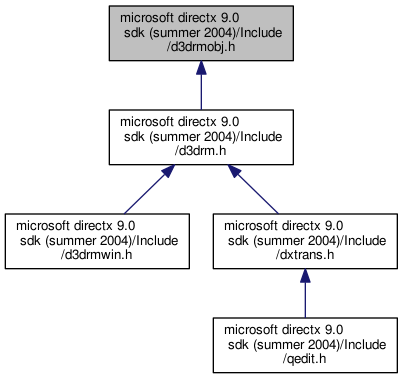 microsoft directx 9.0
sdk (summer 2004)/Include
/d3drmobj.h
microsoft directx 9.0
sdk (summer 2004)/Include
/d3drm.h
microsoft directx 9.0
sdk (summer 2004)/Include
/d3drmwin.h
microsoft directx 9.0
sdk (summer 2004)/Include
/dxtrans.h
microsoft directx 9.0
sdk (summer 2004)/Include
/qedit.h